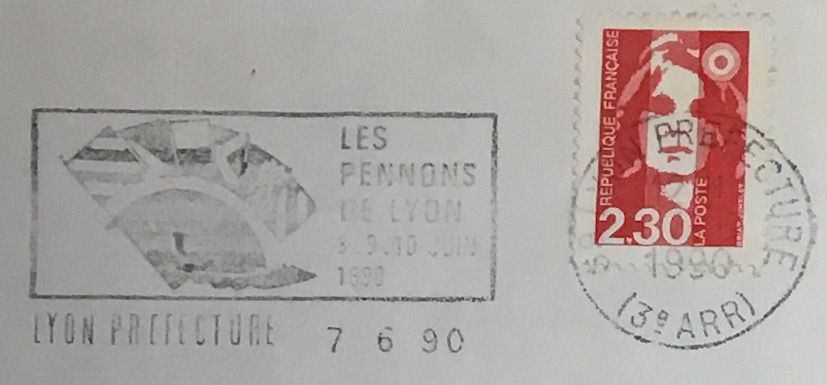 LES
PENNONS
DE LYON
8.9.10 JUIN
1990
LYON PREFECTURE 7 6 90
REPUBLIQUE FRANÇAISE
2.30
LA POSTE
PREFECTURE
1990
(3e ARR)